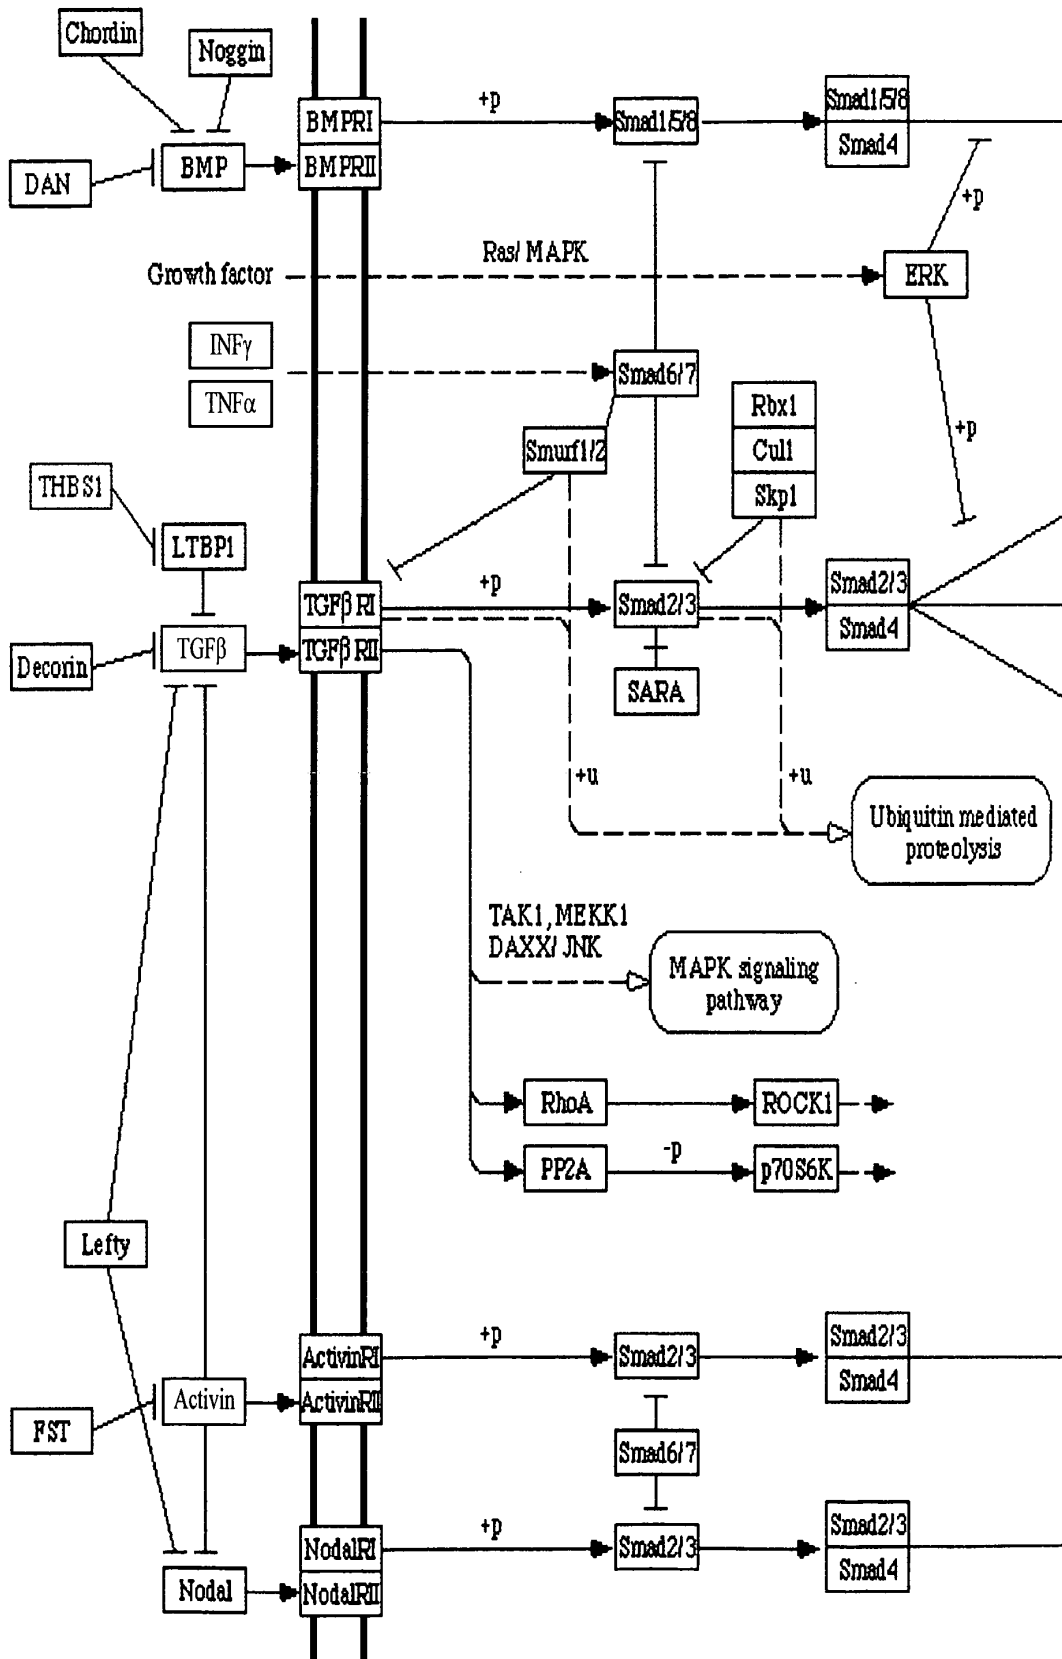 Chordin
Noggin
DAN
BMP
BMPRI
BMPRII
+p
Smad1/5/8
Smad1/5/8
Smad4
+p
Growth factor
Ras/ MAPK
ERK
INFγ
TNFα
Smad6/7
Smurf1/2
Rbx1
Cul1
Skp1
+p
THBS1
LTBP1
Decorin
TGFβ
TGFβ RI
TGFβ RII
+p
Smad2/3
SARA
Smad2/3
Smad4
+u
+u
Ubiquitin mediated
proteolysis
TAK1, MEKK1
DAXX/ JNK
MAPK signaling
pathway
RhoA
ROCK1
PP2A
-p
p70S6K
Lefty
FST
Activin
ActivinRI
ActivinRII
+p
Smad2/3
Smad2/3
Smad4
Smad6/7
Nodal
NodalRI
NodalRII
+p
Smad2/3
Smad2/3
Smad4